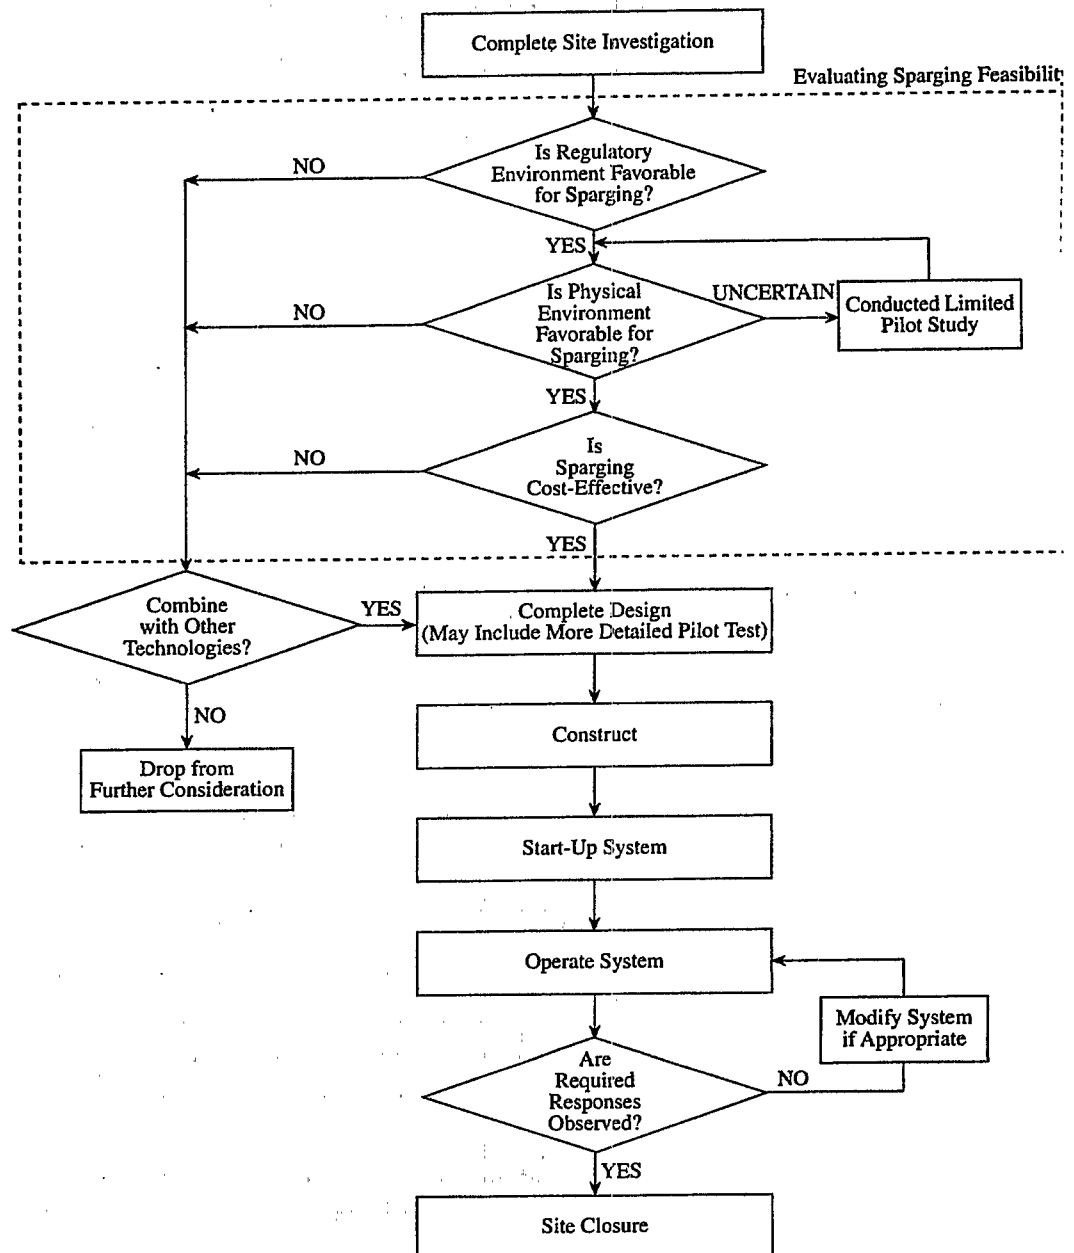 Complete Site Investigation
Evaluating Sparging Feasibilit
Is Regulatory
Environment Favorable
for Sparging?
NO
YES
Is Physical
Environment
Favorable for
Sparging?
NO
UNCERTAIN
Conducted Limited
Pilot Study
YES
Is
Sparging
Cost-Effective?
NO
YES
Combine
with Other
Technologies?
YES
Complete Design
(May Include More Detailed Pilot Test)
NO
Drop from
Further Consideration
Construct
Start-Up System
Operate System
Modify System
if Appropriate
Are
Required
Responses
Observed?
NO
YES
Site Closure